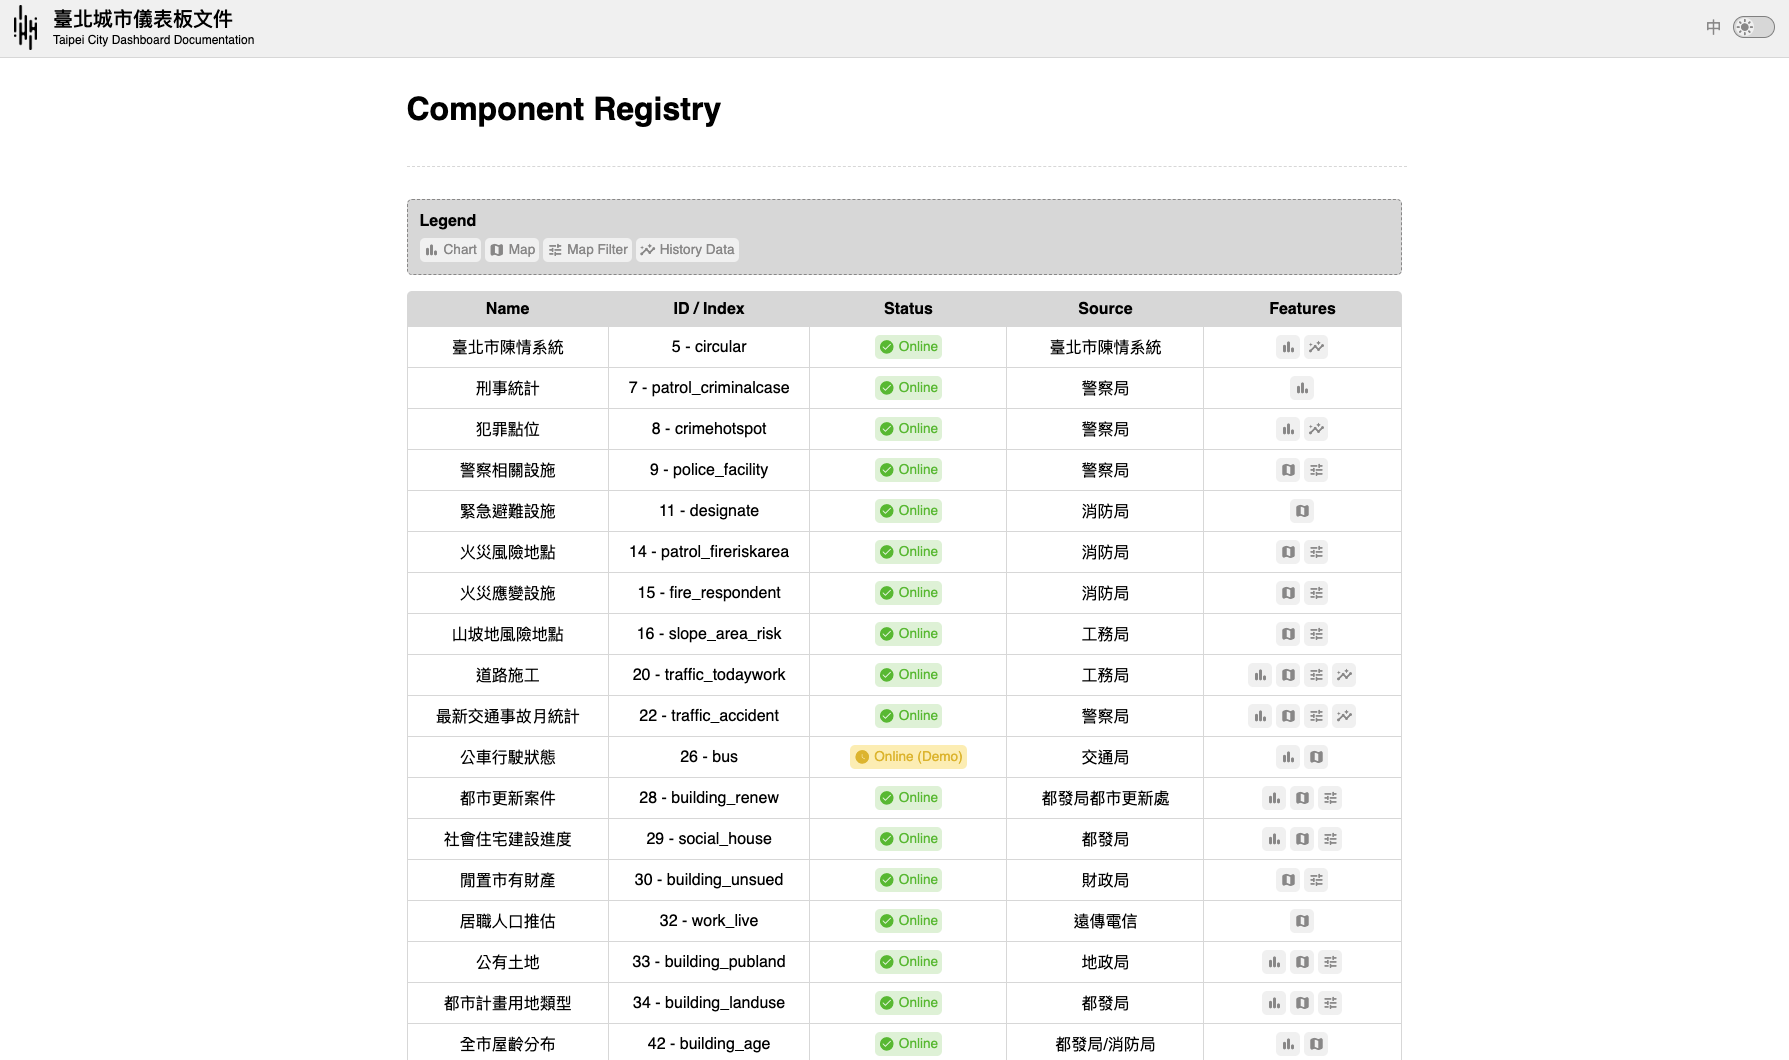 臺北城市儀表板文件
Taipei City Dashboard Documentation
中
Component Registry
Legend
Chart Map Map Filter History Data
Name ID / Index Status Source Features
臺北市陳情系統 5 - circular Online 臺北市陳情系統
刑事統計 7 - patrol_criminalcase Online 警察局
犯罪點位 8 - crimehotspot Online 警察局
警察相關設施 9 - police_facility Online 警察局
緊急避難設施 11 - designate Online 消防局
火災風險地點 14 - patrol_fireriskarea Online 消防局
火災應變設施 15 - fire_respondent Online 消防局
山坡地風險地點 16 - slope_area_risk Online 工務局
道路施工 20 - traffic_todaywork Online 工務局
最新交通事故月統計 22 - traffic_accident Online 警察局
公車行駛狀態 26 - bus Online (Demo) 交通局
都市更新案件 28 - building_renew Online 都發局都市更新處
社會住宅建設進度 29 - social_house Online 都發局
閒置市有財產 30 - building_unsued Online 財政局
居職人口推估 32 - work_live Online 遠傳電信
公有土地 33 - building_publand Online 地政局
都市計畫用地類型 34 - building_landuse Online 都發局
全市屋齡分布 42 - building_age Online 都發局/消防局